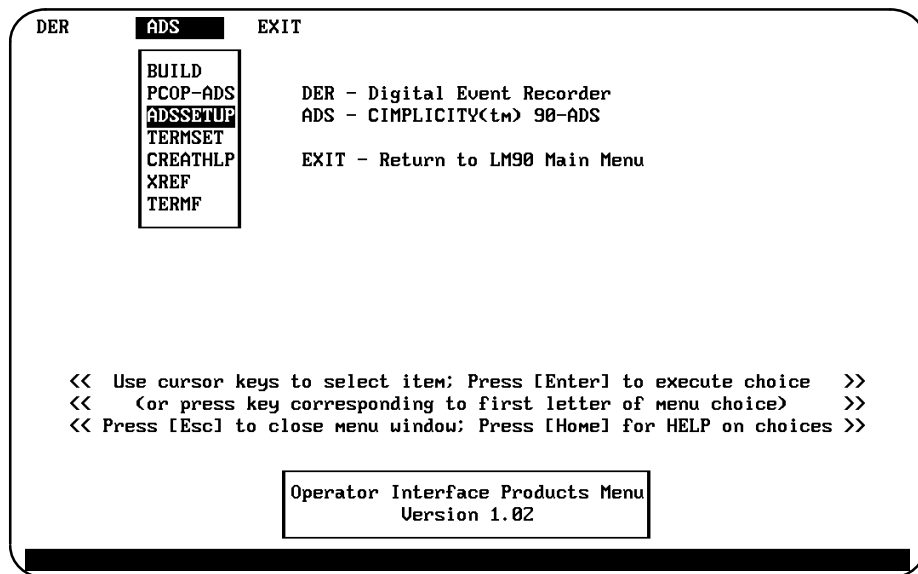 DER ADS EXIT
BUILD
PCOP-ADS DER - Digital Event Recorder
ADSSETUP ADS - CIMPLICITY(tm) 90-ADS
TERMSET
CREATHLP EXIT - Return to LM90 Main Menu
XREF
TERMF
<< Use cursor keys to select item; Press [Enter] to execute choice >>
<< (or press key corresponding to first letter of menu choice) >>
<< Press [Esc] to close menu window; Press [Home] for HELP on choices >>
Operator Interface Products Menu
Version 1.02